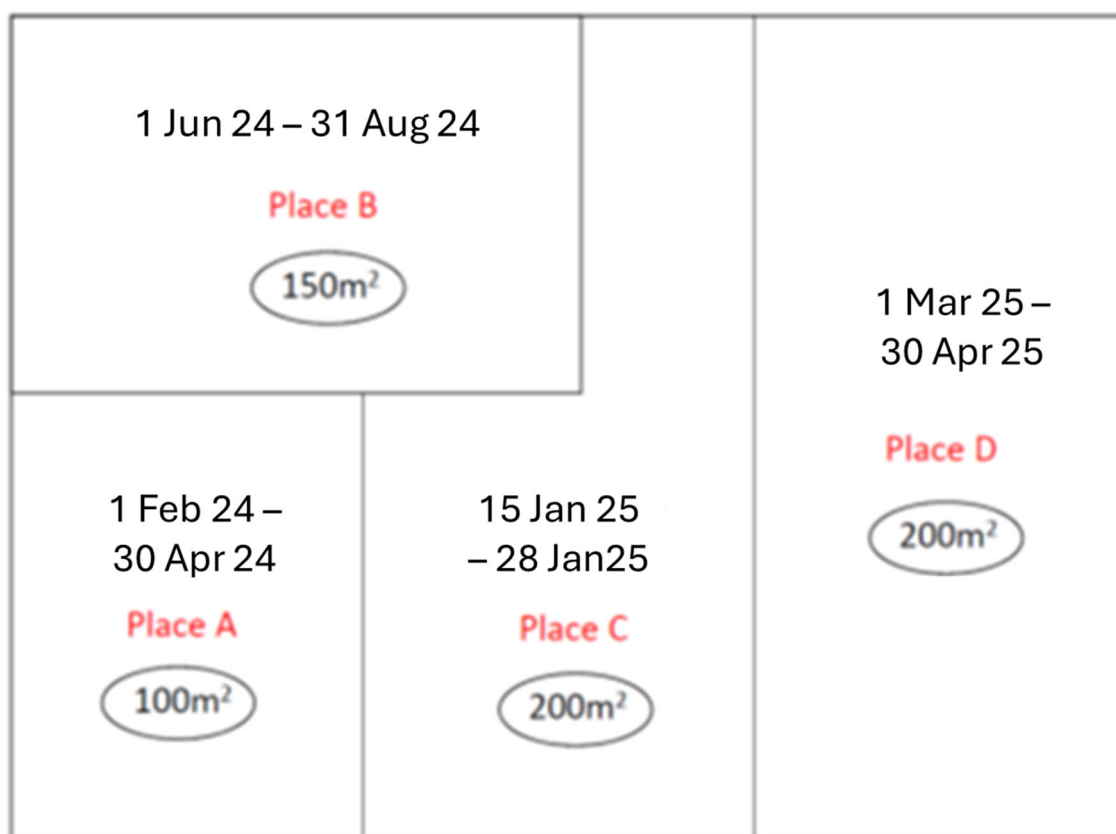 1 Jun 24 – 31 Aug 24
Place B
150m²
1 Mar 25 –
30 Apr 25
Place D
200m²
1 Feb 24 –
30 Apr 24
Place A
100m²
15 Jan 25
– 28 Jan25
Place C
200m²